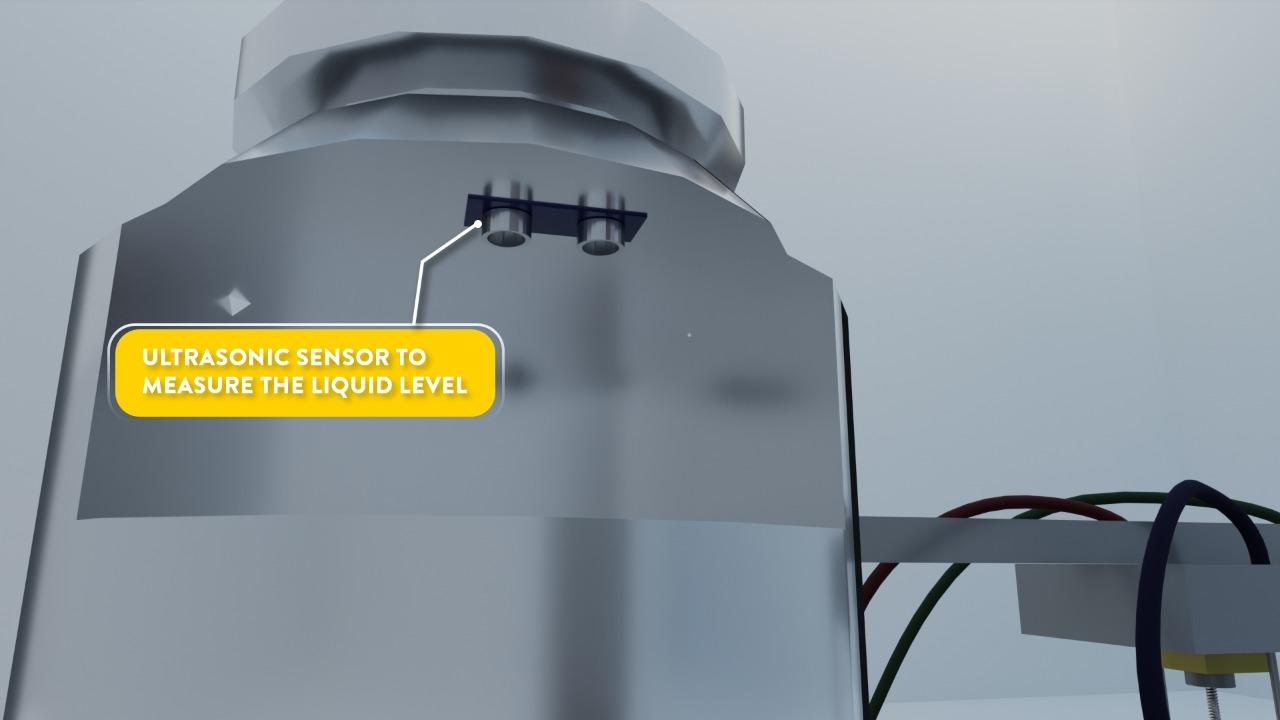 ULTRASONIC SENSOR TO
MEASURE THE LIQUID LEVEL